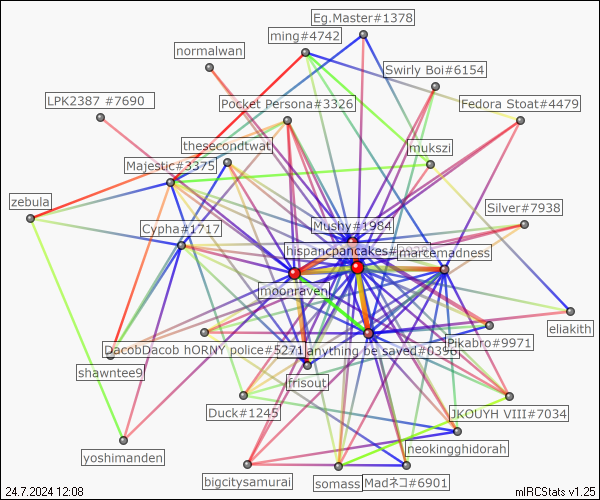 Eg.Master#1378
ming#4742
normalwan
Swirly Boi#6154
LPK2387 #7690
Pocket Persona#3326
Fedora Stoat#4479
thesecondtwat
mukszi
Majestic#3375
zebula
Silver#7938
Mushy#1984
Cypha#1717
hispancpancakes#
marcemadness
moonraven
eliakith
DacobDacob hORNY police#5271
anything be saved#0396
Pikabro#9971
shawntee9
frisout
Duck#1245
JKOUYH VIII#7034
neokingghidorah
yoshimanden
bigcitysamurai
somass
Madネコ#6901
24.7.2024 12:08
mIRCStats v1.25